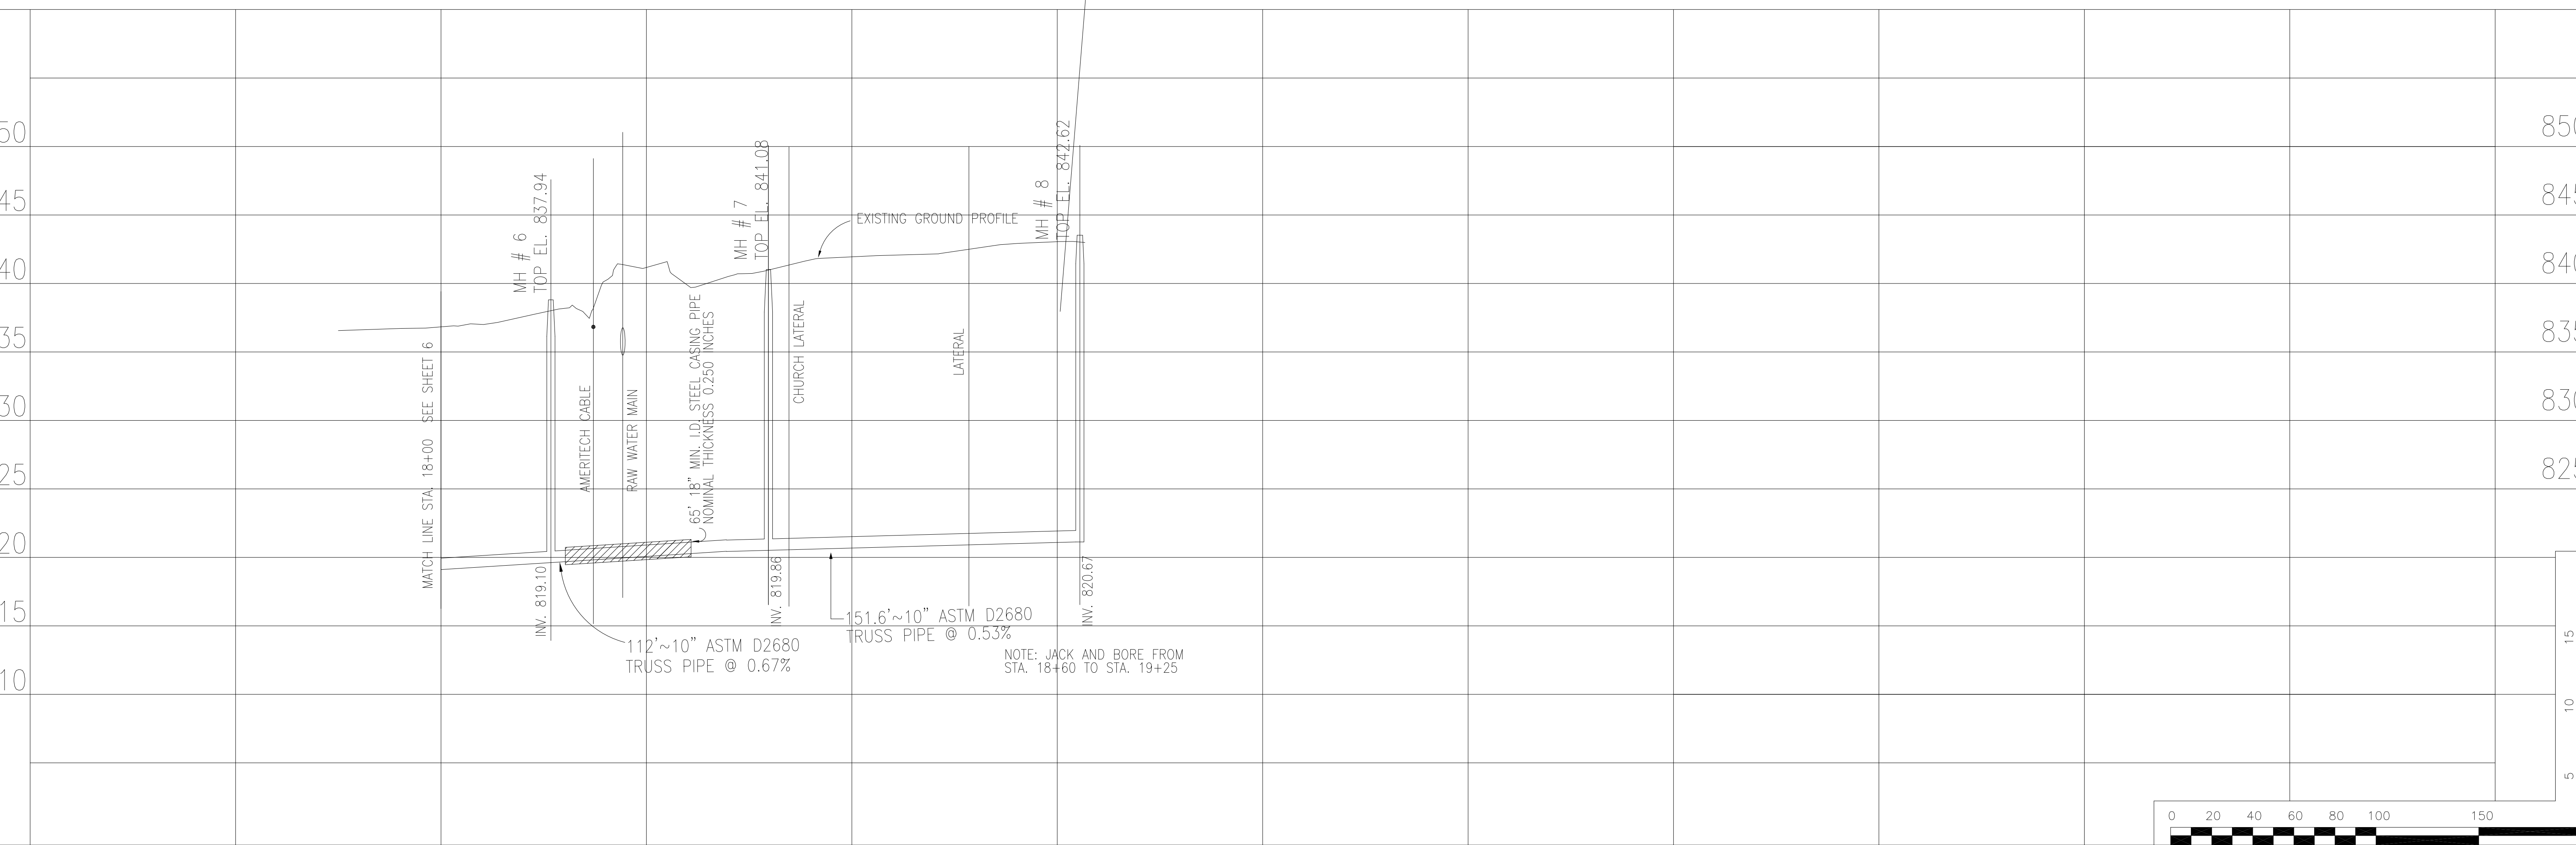 50
45
40
35
30
25
20
15
10
850
845
840
835
830
825
MATCH LINE STA. 18+00 SEE SHEET 6
MH # 6
TOP EL. 837.94
INV. 819.10
AMERITECH CABLE
RAW WATER MAIN
65' 18" MIN. I.D. STEEL CASING PIPE
NOMINAL THICKNESS 0.250 INCHES
MH # 7
TOP EL. 841.08
INV. 819.86
CHURCH LATERAL
EXISTING GROUND PROFILE
LATERAL
MH # 8
TOP EL. 842.62
INV. 820.67
112'~10" ASTM D2680
TRUSS PIPE @ 0.67%
151.6'~10" ASTM D2680
TRUSS PIPE @ 0.53%
NOTE: JACK AND BORE FROM
STA. 18+60 TO STA. 19+25
15
10
5
0 20 40 60 80 100 150